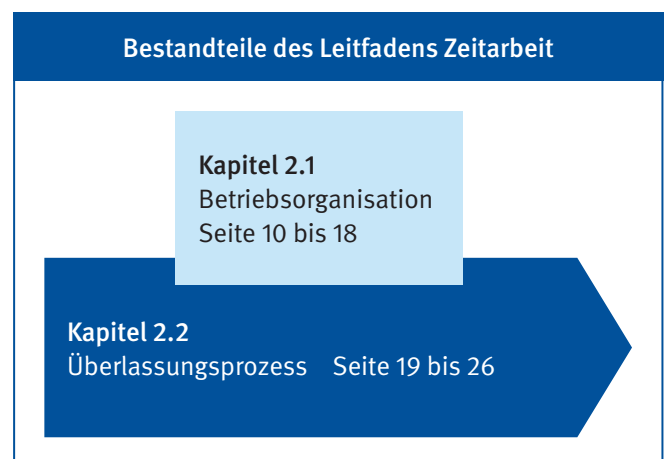 Bestandteile des Leitfadens Zeitarbeit
Kapitel 2.1
Betriebsorganisation
Seite 10 bis 18
Kapitel 2.2
Überlassungsprozess Seite 19 bis 26